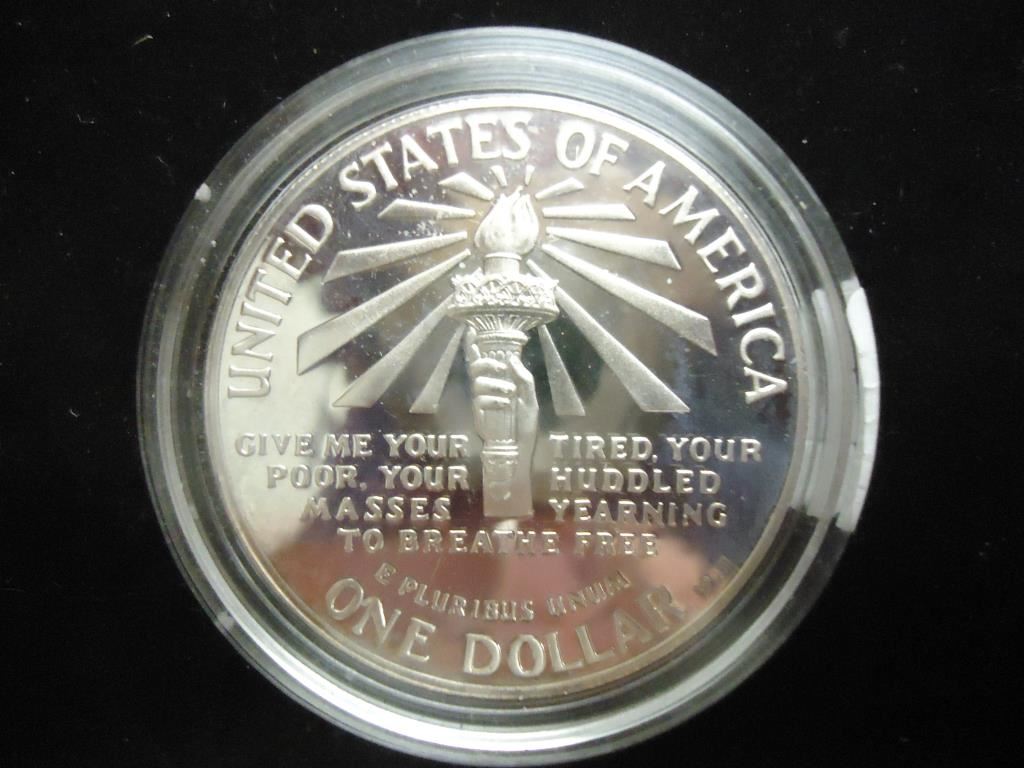 UNITED STATES OF AMERICA
GIVE ME YOUR TIRED, YOUR
POOR, YOUR HUDDLED
MASSES YEARNING
TO BREATHE FREE
E PLURIBUS UNUM
ONE DOLLAR